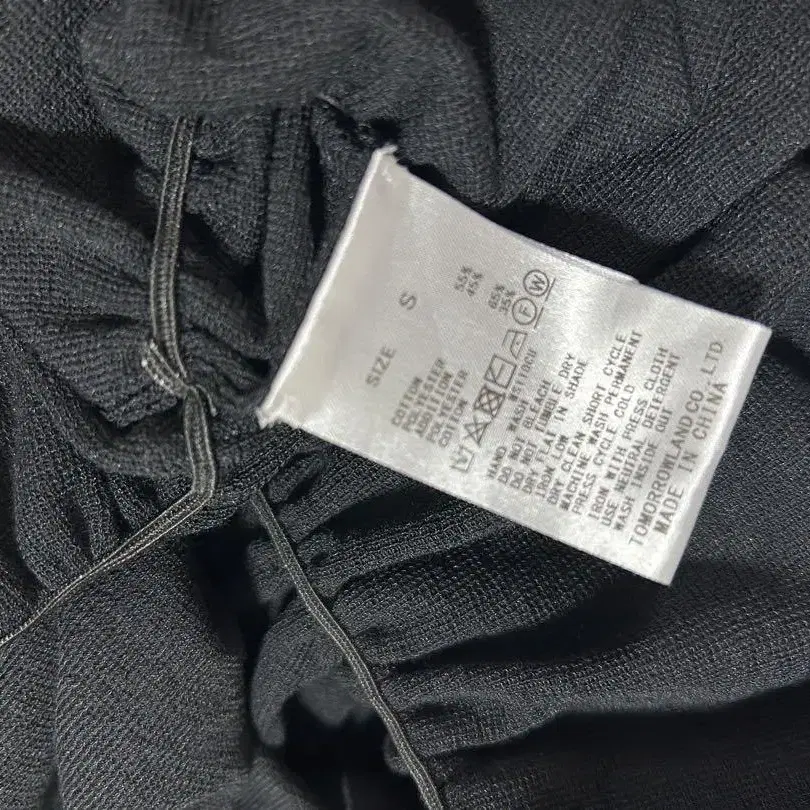 SIZE S
COTTON 55%
POLYESTER 45%
ADDITION,
POLYESTER 65%
COTTON 35%
F W
HAND WASH
DO NOT BLEACH
DO NOT TUMBLE DRY
DRY FLAT IN SHADE
IRON LOW
DRY CLEAN SHORT CYCLE
MACHINE WASH PERMANENT
PRESS CYCLE COLD
IRON WITH PRESS CLOTH
USE NEUTRAL DETERGENT
WASH INSIDE OUT
TOMORROWLAND CO.,LTD
MADE IN CHINA